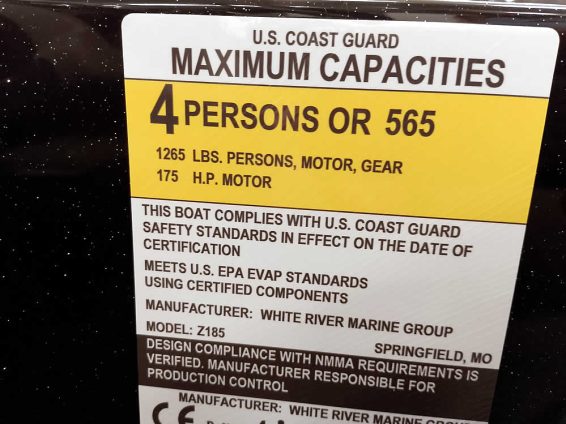 U.S. COAST GUARD
MAXIMUM CAPACITIES
4 PERSONS OR 565
1265 LBS. PERSONS, MOTOR, GEAR
175 H.P. MOTOR
THIS BOAT COMPLIES WITH U.S. COAST GUARD
SAFETY STANDARDS IN EFFECT ON THE DATE OF
CERTIFICATION
MEETS U.S. EPA EVAP STANDARDS
USING CERTIFIED COMPONENTS
MANUFACTURER: WHITE RIVER MARINE GROUP
MODEL: Z185 SPRINGFIELD, MO
DESIGN COMPLIANCE WITH NMMA REQUIREMENTS IS
VERIFIED. MANUFACTURER RESPONSIBLE FOR
PRODUCTION CONTROL
MANUFACTURER: WHITE RIVER MARINE GROUP
CE